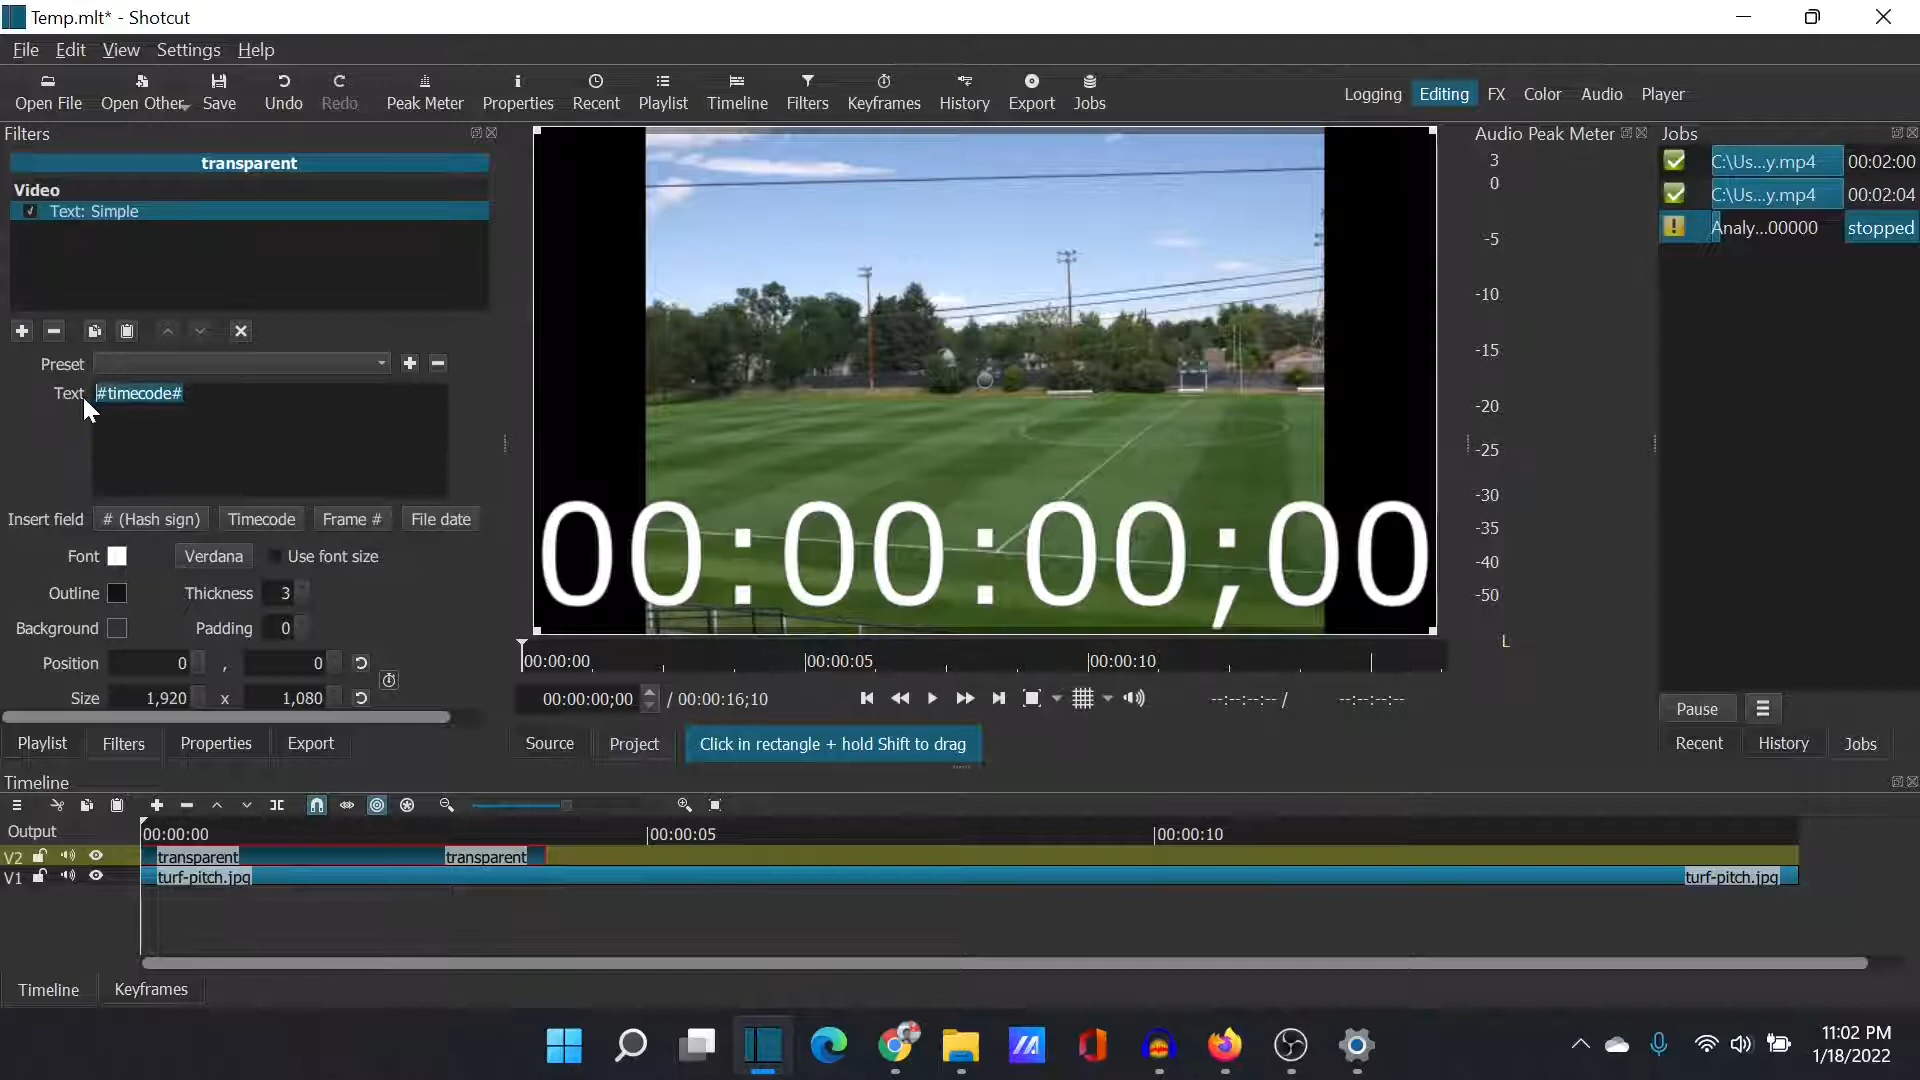 Temp.mlt* - Shotcut
File Edit View Settings Help
Open File Open Other Save Undo Redo Peak Meter Properties Recent Playlist Timeline Filters Keyframes History Export Jobs
Logging Editing FX Color Audio Player
Filters
transparent
Video
Text: Simple
Preset
Text #timecode#
Insert field # (Hash sign) Timecode Frame # File date
Font Verdana Use font size
Outline Thickness 3
Background Padding 0
Position 0 , 0
Size 1,920 x 1,080
Playlist Filters Properties Export
00:00:00;00
00:00:00 00:00:05 00:00:10
00:00:00;00 / 00:00:16;10 --:--:--:-- / --:--:--:--
Source Project Click in rectangle + hold Shift to drag
Audio Peak Meter
3
0
-5
-10
-15
-20
-25
-30
-35
-40
-50
L
Jobs
C:\Us...y.mp4 00:02:00
C:\Us...y.mp4 00:02:04
Analy...00000 stopped
Pause
Recent History Jobs
Timeline
Output
00:00:00 00:00:05 00:00:10
V2 transparent transparent
V1 turf-pitch.jpg turf-pitch.jpg
Timeline Keyframes
11:02 PM
1/18/2022